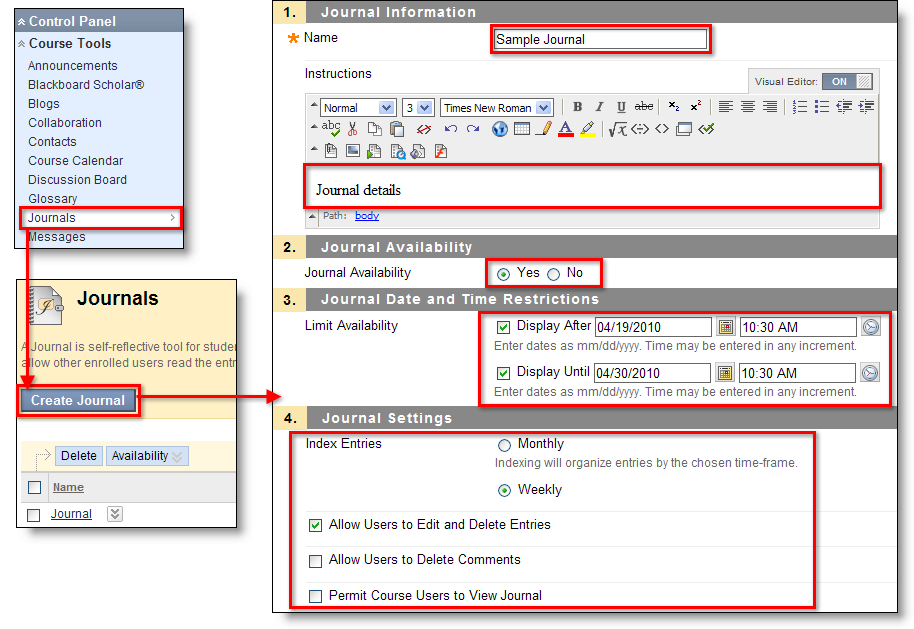 Control Panel
Course Tools
Announcements
Blackboard Scholar®
Blogs
Collaboration
Contacts
Course Calendar
Discussion Board
Glossary
Journals
Messages
Journals
A Journal is self-reflective tool for stude
allow other enrolled users read the entr
Create Journal
Delete Availability
Name
Journal
1. Journal Information
Name Sample Journal
Instructions
Visual Editor: ON
Normal 3 Times New Roman B I U abc x2 x2
abc
Journal details
Path: body
2. Journal Availability
Journal Availability Yes No
3. Journal Date and Time Restrictions
Limit Availability Display After 04/19/2010 10:30 AM
Enter dates as mm/dd/yyyy. Time may be entered in any increment.
Display Until 04/30/2010 10:30 AM
Enter dates as mm/dd/yyyy. Time may be entered in any increment.
4. Journal Settings
Index Entries Monthly
Indexing will organize entries by the chosen time-frame.
Weekly
Allow Users to Edit and Delete Entries
Allow Users to Delete Comments
Permit Course Users to View Journal